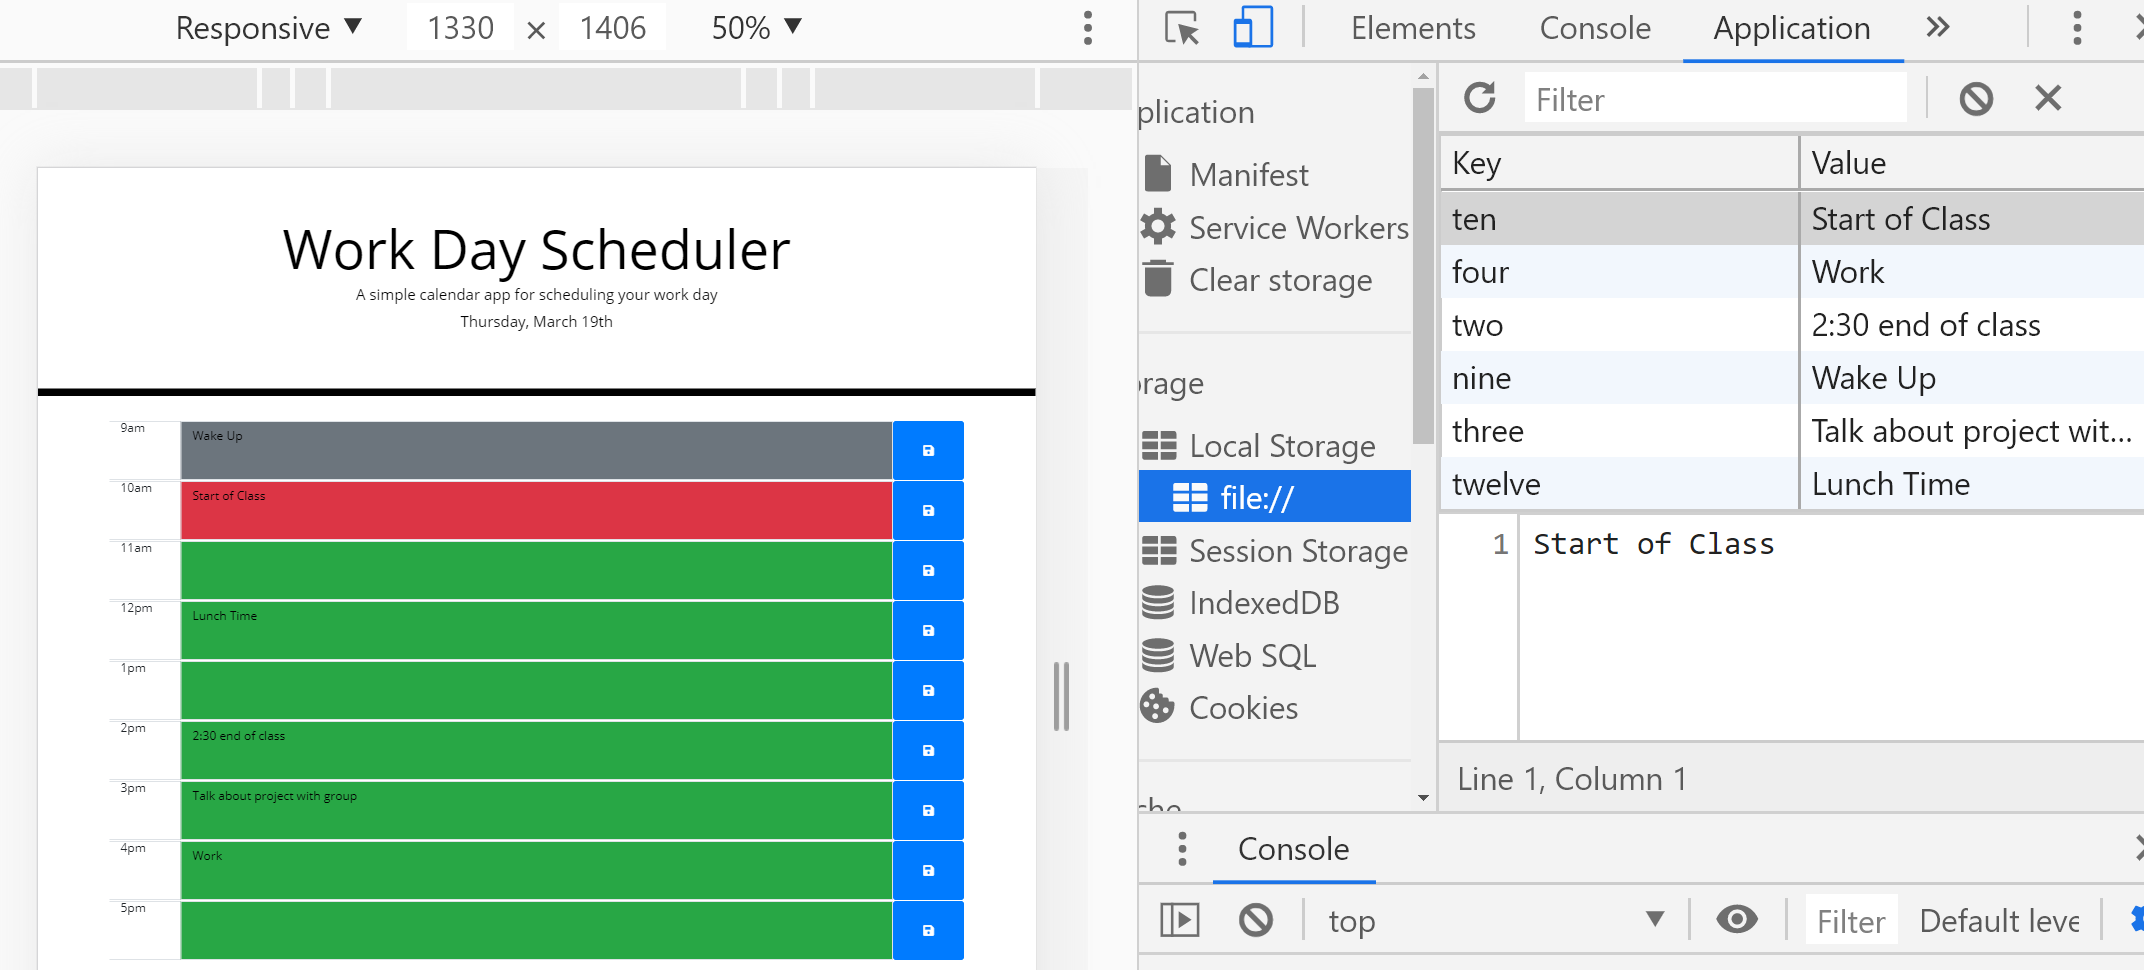 Responsive ▼ 1330 × 1406 50% ▼
Work Day Scheduler
A simple calendar app for scheduling your work day
Thursday, March 19th
9am Wake Up
10am Start of Class
11am
12pm Lunch Time
1pm
2pm 2:30 end of class
3pm Talk about project with group
4pm Work
5pm
Elements Console Application »
plication
Manifest
Service Workers
Clear storage
orage
Local Storage
file://
Session Storage
IndexedDB
Web SQL
Cookies
che
Filter
Key Value
ten Start of Class
four Work
two 2:30 end of class
nine Wake Up
three Talk about project wit...
twelve Lunch Time
1 Start of Class
Line 1, Column 1
Console
top ▼ Filter Default leve